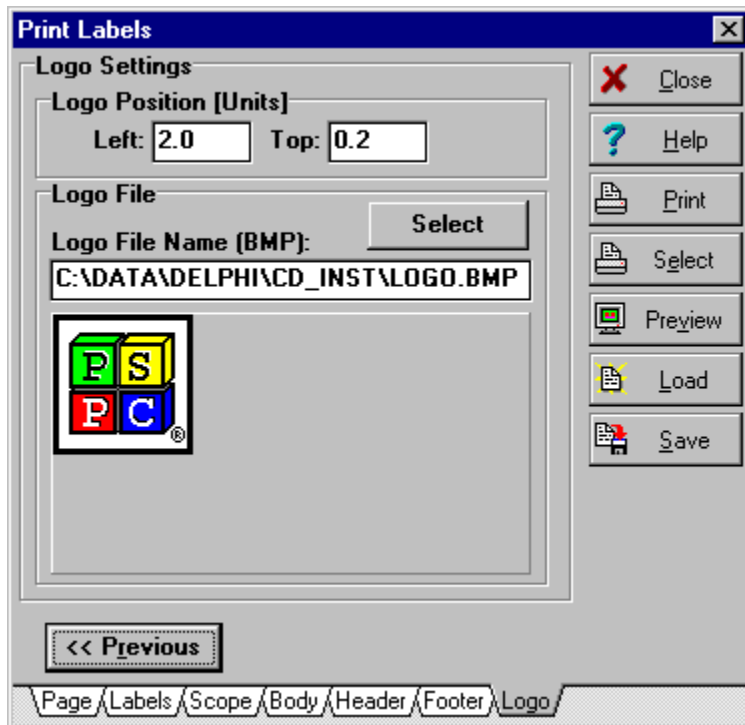 Print Labels
Logo Settings
Logo Position [Units]
Left: 2.0 Top: 0.2
Logo File
Select
Logo File Name (BMP):
C:\DATA\DELPHI\CD_INST\LOGO.BMP
P S
P C ®
<< Previous
Close
Help
Print
Select
Preview
Load
Save
Page Labels Scope Body Header Footer Logo